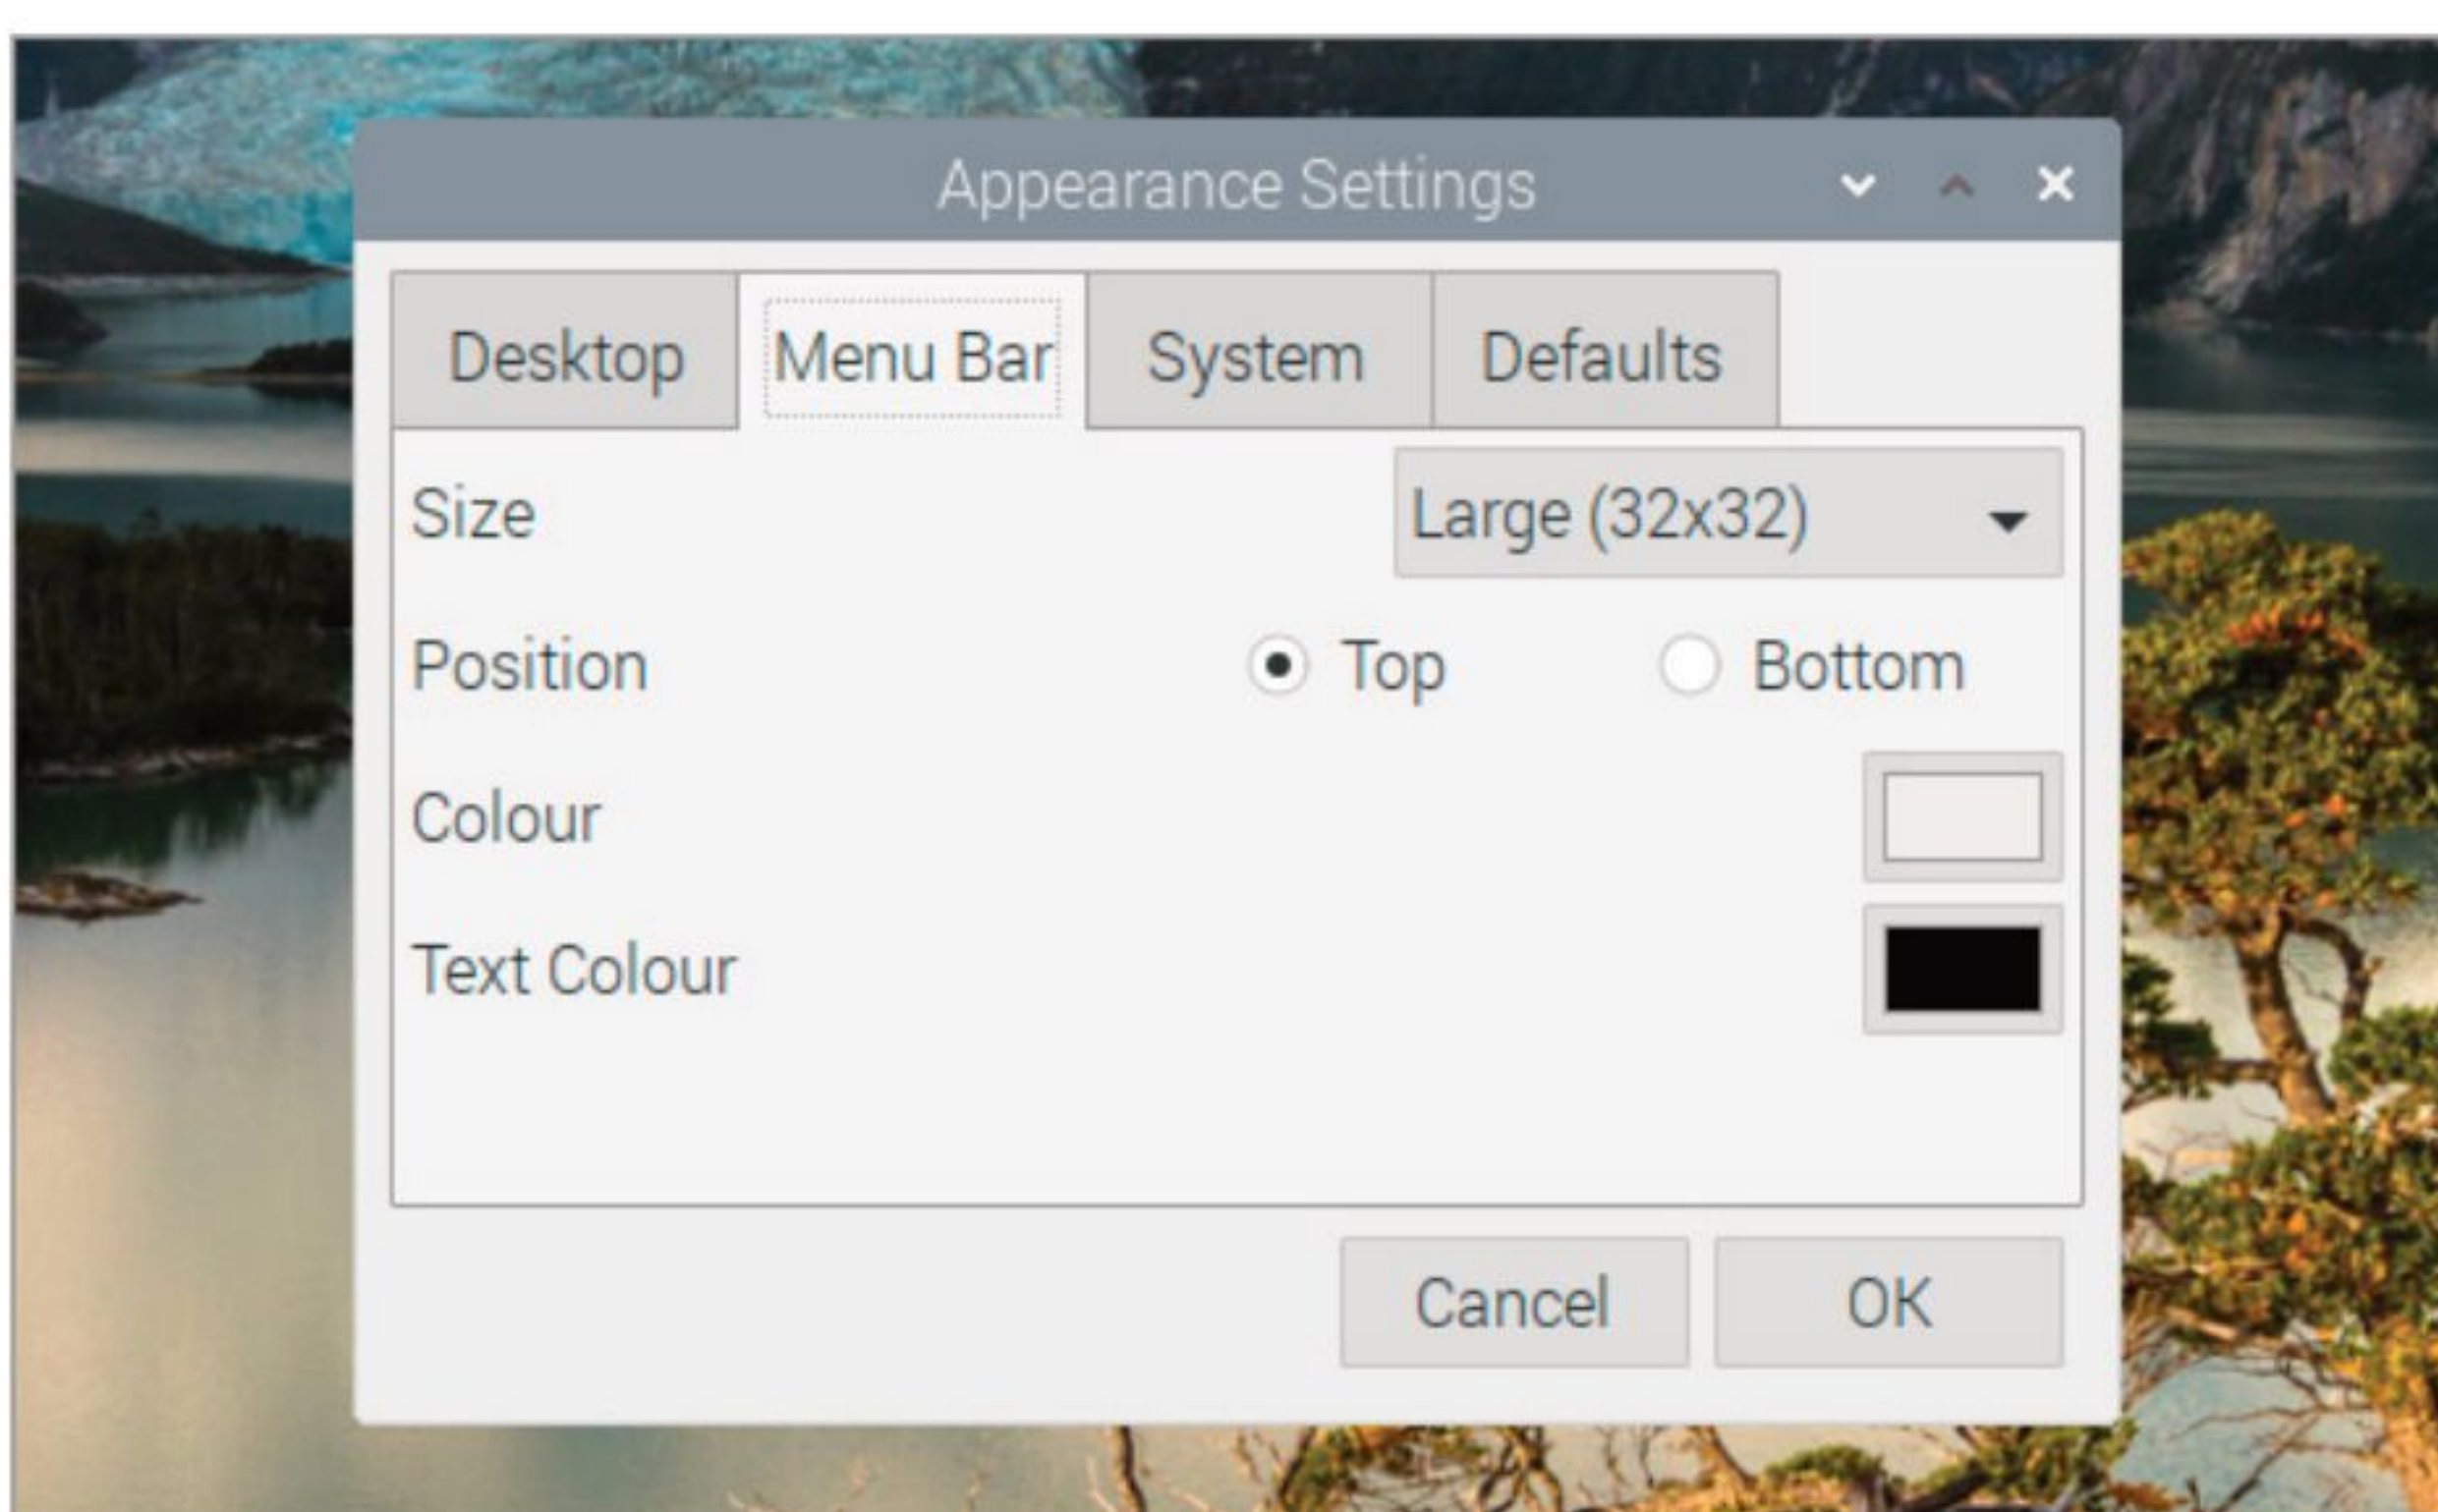 Appearance Settings
Desktop Menu Bar System Defaults
Size Large (32x32)
Position Top Bottom
Colour
Text Colour
Cancel OK